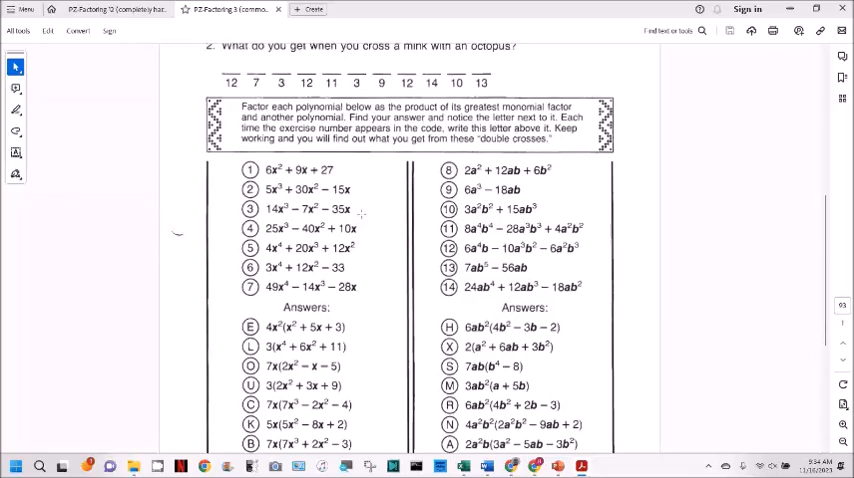 Menu
PZ-Factoring 12 (completely har...
PZ-Factoring 3 (commo...
Create
Sign in
All tools
Edit
Convert
Sign
Find text or tools
2. What do you get when you cross a mink with an octopus?
12 7 3 12 11 3 9 12 14 10 13
Factor each polynomial below as the product of its greatest monomial factor
and another polynomial. Find your answer and notice the letter next to it. Each
time the exercise number appears in the code, write this letter above it. Keep
working and you will find out what you get from these "double crosses."
1 6x² + 9x + 27
2 5x³ + 30x² − 15x
3 14x³ − 7x² − 35x
4 25x³ − 40x² + 10x
5 4x⁴ + 20x³ + 12x²
6 3x⁴ + 12x² − 33
7 49x⁴ − 14x³ − 28x
Answers:
E 4x²(x² + 5x + 3)
L 3(x⁴ + 6x² + 11)
O 7x(2x² − x − 5)
U 3(2x² + 3x + 9)
C 7x(7x³ − 2x² − 4)
K 5x(5x² − 8x + 2)
B 7x(7x³ + 2x² − 3)
8 2a² + 12ab + 6b²
9 6a³ − 18ab
10 3a²b² + 15ab³
11 8a⁴b⁴ − 28a³b³ + 4a²b²
12 6a⁴b − 10a³b² − 6a²b³
13 7ab⁵ − 56ab
14 24ab⁴ + 12ab³ − 18ab²
Answers:
H 6ab²(4b² − 3b − 2)
X 2(a² + 6ab + 3b²)
S 7ab(b⁴ − 8)
M 3ab²(a + 5b)
R 6ab²(4b² + 2b − 3)
N 4a²b²(2a²b² − 9ab + 2)
A 2a²b(3a² − 5ab − 3b²)
93
1
9:34 AM
11/16/2023